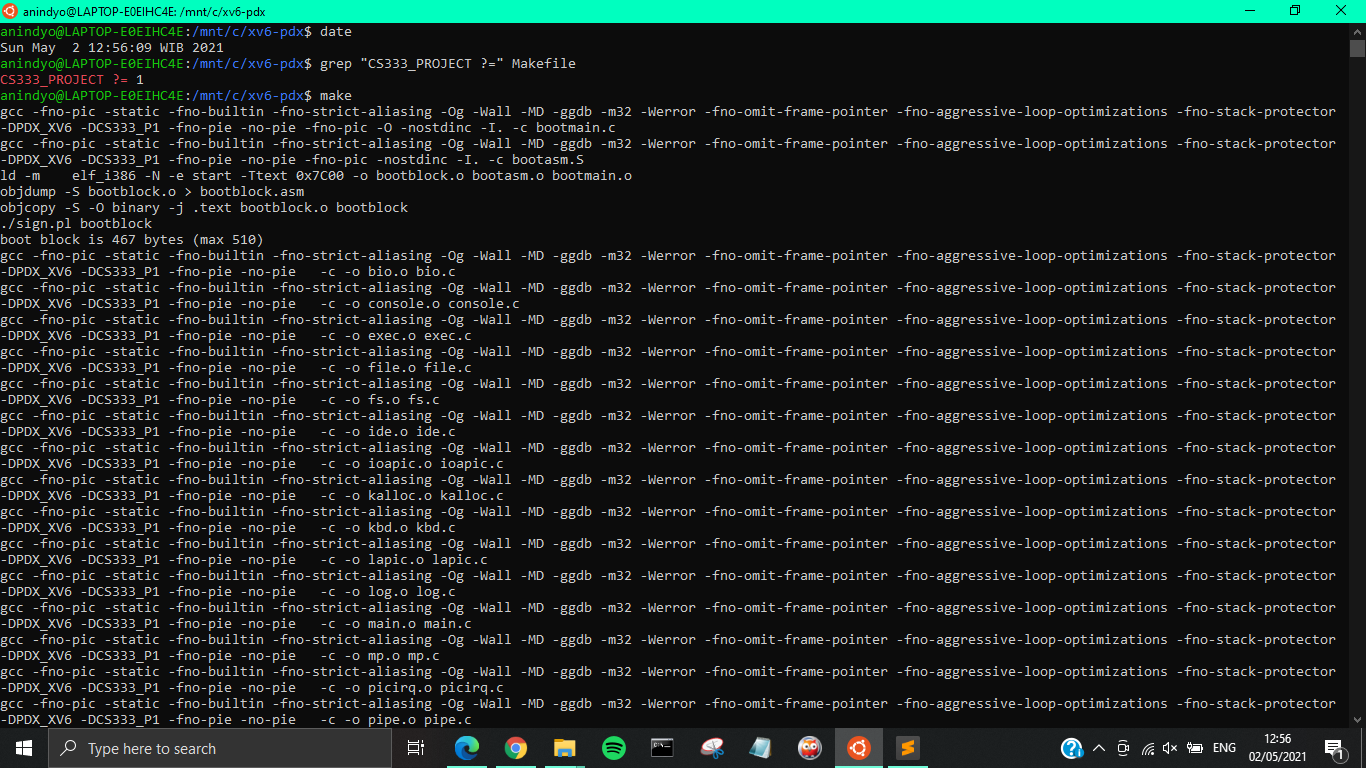 anindyo@LAPTOP-E0EIHC4E: /mnt/c/xv6-pdx
anindyo@LAPTOP-E0EIHC4E:/mnt/c/xv6-pdx$ date
Sun May  2 12:56:09 WIB 2021
anindyo@LAPTOP-E0EIHC4E:/mnt/c/xv6-pdx$ grep "CS333_PROJECT ?=" Makefile
CS333_PROJECT ?= 1
anindyo@LAPTOP-E0EIHC4E:/mnt/c/xv6-pdx$ make
gcc -fno-pic -static -fno-builtin -fno-strict-aliasing -Og -Wall -MD -ggdb -m32 -Werror -fno-omit-frame-pointer -fno-aggressive-loop-optimizations -fno-stack-protector
-DPDX_XV6 -DCS333_P1 -fno-pie -no-pie -fno-pic -O -nostdinc -I. -c bootmain.c
gcc -fno-pic -static -fno-builtin -fno-strict-aliasing -Og -Wall -MD -ggdb -m32 -Werror -fno-omit-frame-pointer -fno-aggressive-loop-optimizations -fno-stack-protector
-DPDX_XV6 -DCS333_P1 -fno-pie -no-pie -fno-pic -nostdinc -I. -c bootasm.S
ld -m    elf_i386 -N -e start -Ttext 0x7C00 -o bootblock.o bootasm.o bootmain.o
objdump -S bootblock.o > bootblock.asm
objcopy -S -O binary -j .text bootblock.o bootblock
./sign.pl bootblock
boot block is 467 bytes (max 510)
gcc -fno-pic -static -fno-builtin -fno-strict-aliasing -Og -Wall -MD -ggdb -m32 -Werror -fno-omit-frame-pointer -fno-aggressive-loop-optimizations -fno-stack-protector
-DPDX_XV6 -DCS333_P1 -fno-pie -no-pie   -c -o bio.o bio.c
gcc -fno-pic -static -fno-builtin -fno-strict-aliasing -Og -Wall -MD -ggdb -m32 -Werror -fno-omit-frame-pointer -fno-aggressive-loop-optimizations -fno-stack-protector
-DPDX_XV6 -DCS333_P1 -fno-pie -no-pie   -c -o console.o console.c
gcc -fno-pic -static -fno-builtin -fno-strict-aliasing -Og -Wall -MD -ggdb -m32 -Werror -fno-omit-frame-pointer -fno-aggressive-loop-optimizations -fno-stack-protector
-DPDX_XV6 -DCS333_P1 -fno-pie -no-pie   -c -o exec.o exec.c
gcc -fno-pic -static -fno-builtin -fno-strict-aliasing -Og -Wall -MD -ggdb -m32 -Werror -fno-omit-frame-pointer -fno-aggressive-loop-optimizations -fno-stack-protector
-DPDX_XV6 -DCS333_P1 -fno-pie -no-pie   -c -o file.o file.c
gcc -fno-pic -static -fno-builtin -fno-strict-aliasing -Og -Wall -MD -ggdb -m32 -Werror -fno-omit-frame-pointer -fno-aggressive-loop-optimizations -fno-stack-protector
-DPDX_XV6 -DCS333_P1 -fno-pie -no-pie   -c -o fs.o fs.c
gcc -fno-pic -static -fno-builtin -fno-strict-aliasing -Og -Wall -MD -ggdb -m32 -Werror -fno-omit-frame-pointer -fno-aggressive-loop-optimizations -fno-stack-protector
-DPDX_XV6 -DCS333_P1 -fno-pie -no-pie   -c -o ide.o ide.c
gcc -fno-pic -static -fno-builtin -fno-strict-aliasing -Og -Wall -MD -ggdb -m32 -Werror -fno-omit-frame-pointer -fno-aggressive-loop-optimizations -fno-stack-protector
-DPDX_XV6 -DCS333_P1 -fno-pie -no-pie   -c -o ioapic.o ioapic.c
gcc -fno-pic -static -fno-builtin -fno-strict-aliasing -Og -Wall -MD -ggdb -m32 -Werror -fno-omit-frame-pointer -fno-aggressive-loop-optimizations -fno-stack-protector
-DPDX_XV6 -DCS333_P1 -fno-pie -no-pie   -c -o kalloc.o kalloc.c
gcc -fno-pic -static -fno-builtin -fno-strict-aliasing -Og -Wall -MD -ggdb -m32 -Werror -fno-omit-frame-pointer -fno-aggressive-loop-optimizations -fno-stack-protector
-DPDX_XV6 -DCS333_P1 -fno-pie -no-pie   -c -o kbd.o kbd.c
gcc -fno-pic -static -fno-builtin -fno-strict-aliasing -Og -Wall -MD -ggdb -m32 -Werror -fno-omit-frame-pointer -fno-aggressive-loop-optimizations -fno-stack-protector
-DPDX_XV6 -DCS333_P1 -fno-pie -no-pie   -c -o lapic.o lapic.c
gcc -fno-pic -static -fno-builtin -fno-strict-aliasing -Og -Wall -MD -ggdb -m32 -Werror -fno-omit-frame-pointer -fno-aggressive-loop-optimizations -fno-stack-protector
-DPDX_XV6 -DCS333_P1 -fno-pie -no-pie   -c -o log.o log.c
gcc -fno-pic -static -fno-builtin -fno-strict-aliasing -Og -Wall -MD -ggdb -m32 -Werror -fno-omit-frame-pointer -fno-aggressive-loop-optimizations -fno-stack-protector
-DPDX_XV6 -DCS333_P1 -fno-pie -no-pie   -c -o main.o main.c
gcc -fno-pic -static -fno-builtin -fno-strict-aliasing -Og -Wall -MD -ggdb -m32 -Werror -fno-omit-frame-pointer -fno-aggressive-loop-optimizations -fno-stack-protector
-DPDX_XV6 -DCS333_P1 -fno-pie -no-pie   -c -o mp.o mp.c
gcc -fno-pic -static -fno-builtin -fno-strict-aliasing -Og -Wall -MD -ggdb -m32 -Werror -fno-omit-frame-pointer -fno-aggressive-loop-optimizations -fno-stack-protector
-DPDX_XV6 -DCS333_P1 -fno-pie -no-pie   -c -o picirq.o picirq.c
gcc -fno-pic -static -fno-builtin -fno-strict-aliasing -Og -Wall -MD -ggdb -m32 -Werror -fno-omit-frame-pointer -fno-aggressive-loop-optimizations -fno-stack-protector
-DPDX_XV6 -DCS333_P1 -fno-pie -no-pie   -c -o pipe.o pipe.c
Type here to search
ENG
12:56
02/05/2021
1